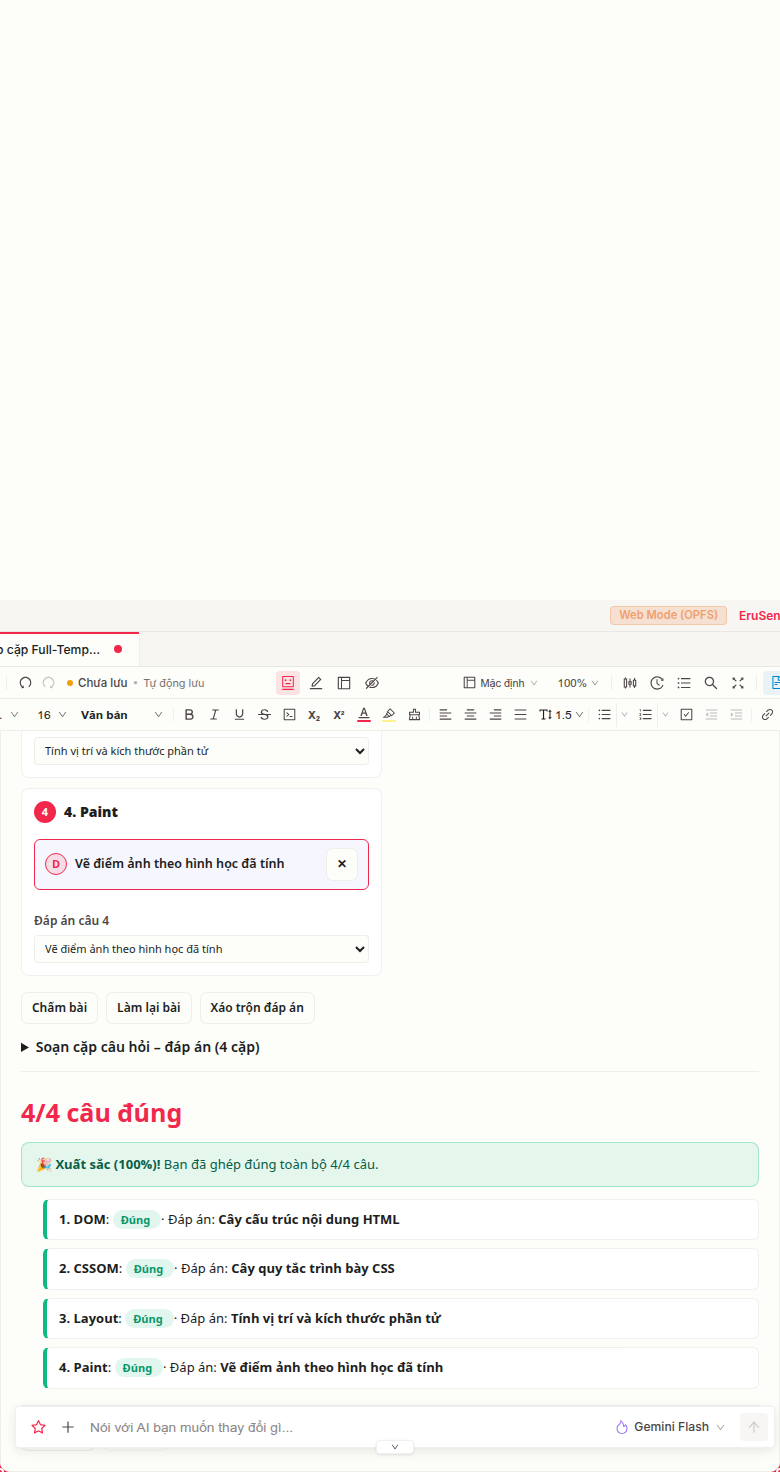 Web Mode (OPFS) EruSen
cặp Full-Temp...
Chưa lưu • Tự động lưu Mặc định 100%
16 Văn bản B I U S X₂ X² A 1.5
Tính vị trí và kích thước phần tử
4 4. Paint
D Vẽ điểm ảnh theo hình học đã tính ×
Đáp án câu 4
Vẽ điểm ảnh theo hình học đã tính
Chấm bài Làm lại bài Xáo trộn đáp án
▶ Soạn cặp câu hỏi – đáp án (4 cặp)
4/4 câu đúng
🎉 Xuất sắc (100%)! Bạn đã ghép đúng toàn bộ 4/4 câu.
1. DOM: Đúng · Đáp án: Cây cấu trúc nội dung HTML
2. CSSOM: Đúng · Đáp án: Cây quy tắc trình bày CSS
3. Layout: Đúng · Đáp án: Tính vị trí và kích thước phần tử
4. Paint: Đúng · Đáp án: Vẽ điểm ảnh theo hình học đã tính
Nói với AI bạn muốn thay đổi gì... Gemini Flash